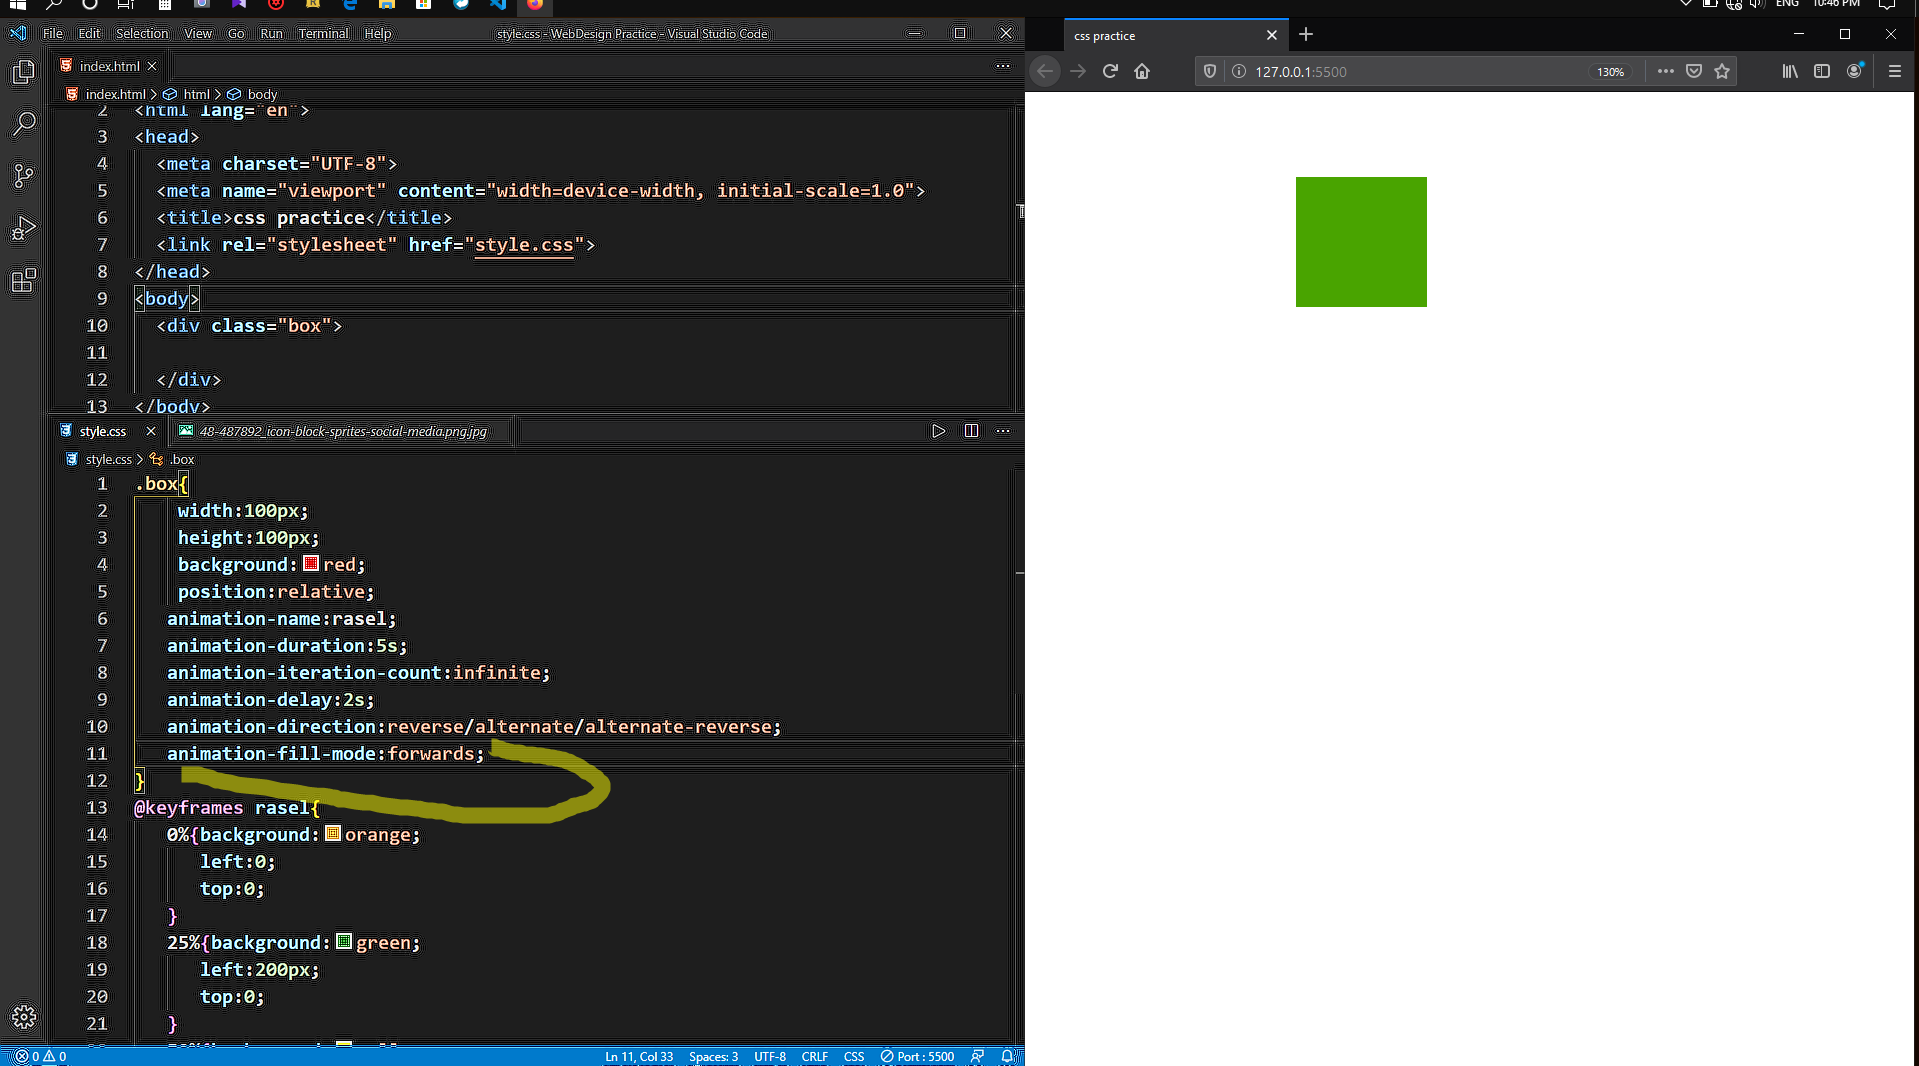 ENG 10:46 PM
File Edit Selection View Go Run Terminal Help style.css - WebDesign Practice - Visual Studio Code
css practice
index.html
127.0.0.1:5500 130%
index.html > html > body
2 <html lang="en">
3 <head>
4 <meta charset="UTF-8">
5 <meta name="viewport" content="width=device-width, initial-scale=1.0">
6 <title>css practice</title>
7 <link rel="stylesheet" href="style.css">
8 </head>
9 <body>
10 <div class="box">
11
12 </div>
13 </body>
style.css 48-487892_icon-block-sprites-social-media.png.jpg
style.css > .box
1 .box{
2 width:100px;
3 height:100px;
4 background:red;
5 position:relative;
6 animation-name:rasel;
7 animation-duration:5s;
8 animation-iteration-count:infinite;
9 animation-delay:2s;
10 animation-direction:reverse/alternate/alternate-reverse;
11 animation-fill-mode:forwards;
12 }
13 @keyframes rasel{
14 0%{background:orange;
15 left:0;
16 top:0;
17 }
18 25%{background:green;
19 left:200px;
20 top:0;
21 }
0 0 Ln 11, Col 33 Spaces: 3 UTF-8 CRLF CSS Port : 5500